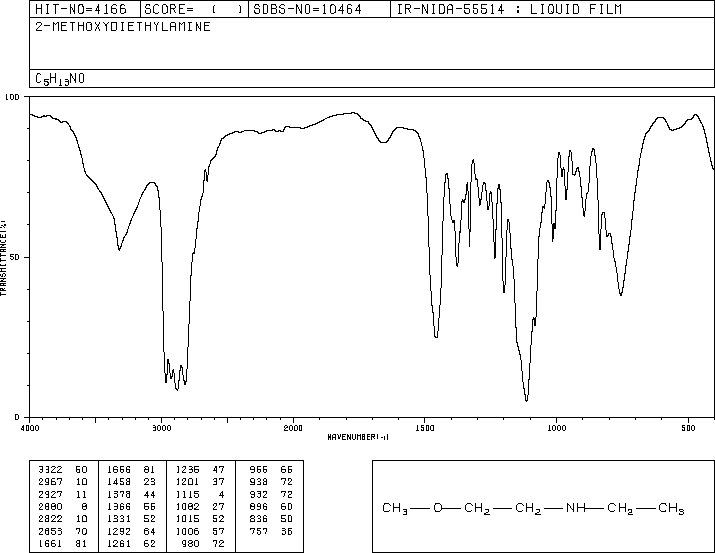 HIT-NO=4166 SCORE= ( ) SDBS-NO=10464 IR-NIDA-55514 : LIQUID FILM
2-METHOXYDIETHYLAMINE
C5H13NO
100
TRANSMITTANCE(%)
50
0
4000 3000 2000 1500 1000 500
WAVENUMBER(-1)
3322 60 1656 81 1236 47 966 66
2967 10 1458 23 1201 37 938 72
2927 11 1378 44 1115 4 932 72
2880 8 1366 66 1082 27 896 60
2822 10 1331 52 1015 52 836 50
2653 70 1292 64 1006 57 757 36
1661 81 1261 62 980 72
CH3—O—CH2—CH2—NH—CH2—CH3